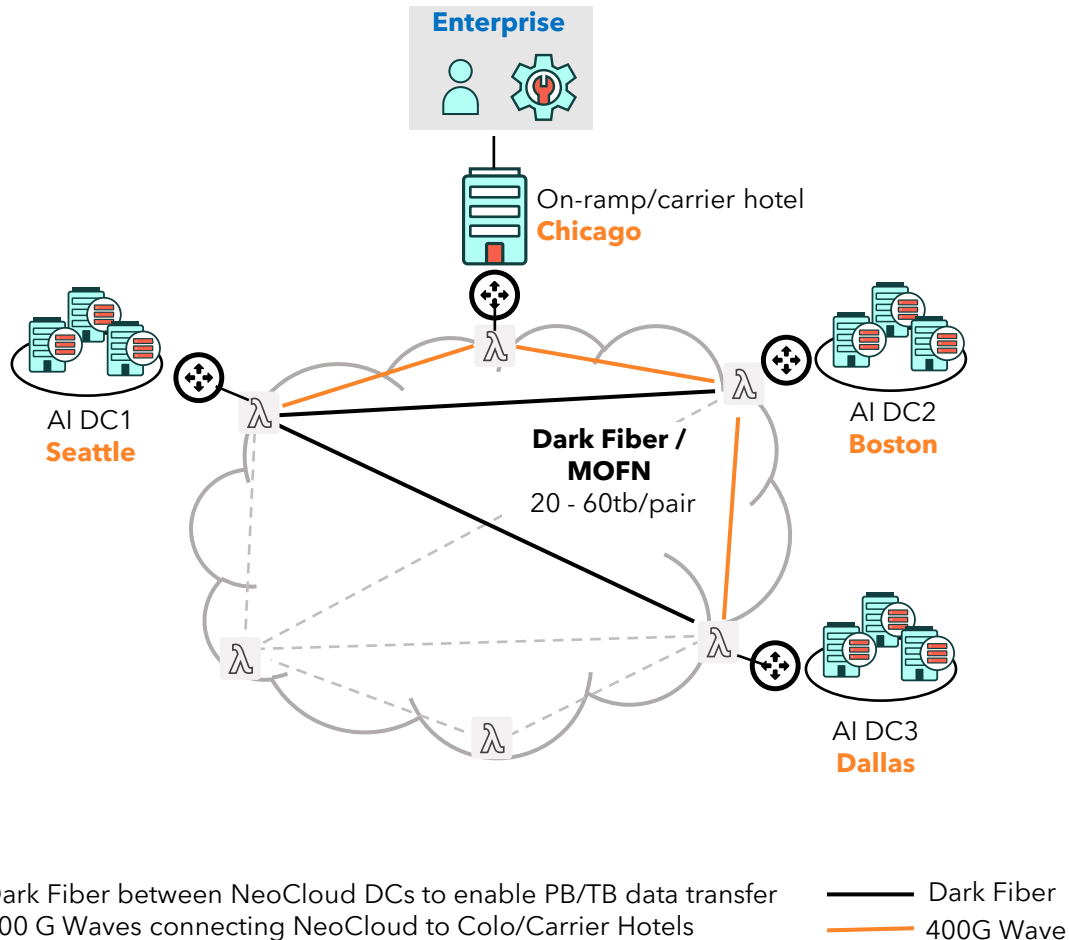 Enterprise
On-ramp/carrier hotel
Chicago
λ
λ
λ
AI DC1
Seattle
AI DC2
Boston
Dark Fiber /
MOFN
20 - 60tb/pair
λ
λ
λ
AI DC3
Dallas
Dark Fiber between NeoCloud DCs to enable PB/TB data transfer
00 G Waves connecting NeoCloud to Colo/Carrier Hotels
Dark Fiber
400G Wave